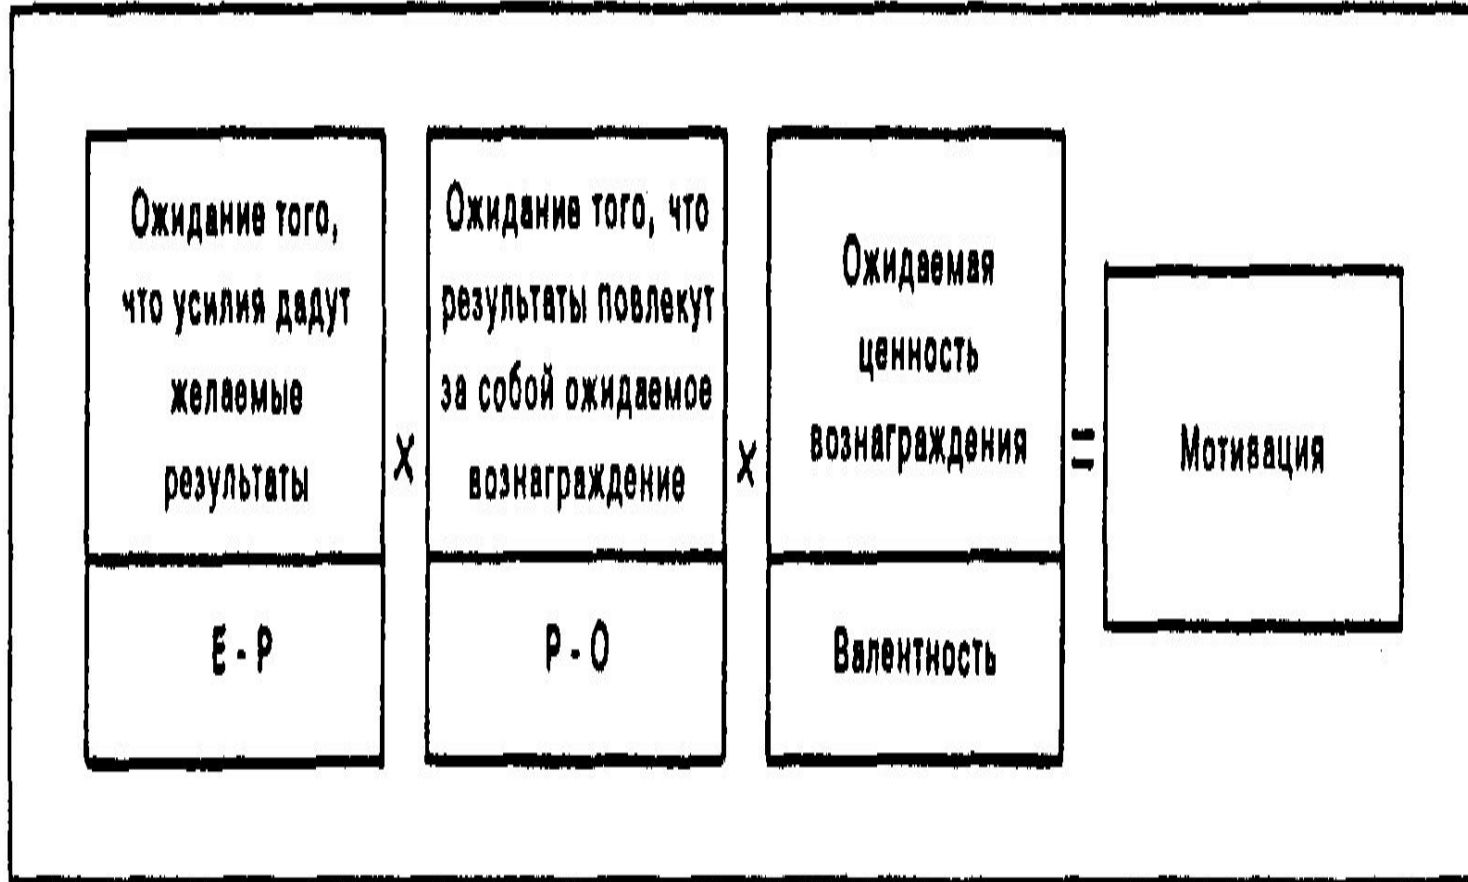 Ожидание того,
что усилия дадут
желаемые
результаты
E - P
x
Ожидание того, что
результаты повлекут
за собой ожидаемое
вознаграждение
P - O
x
Ожидаемая
ценность
вознаграждения
Валентность
=
Мотивация